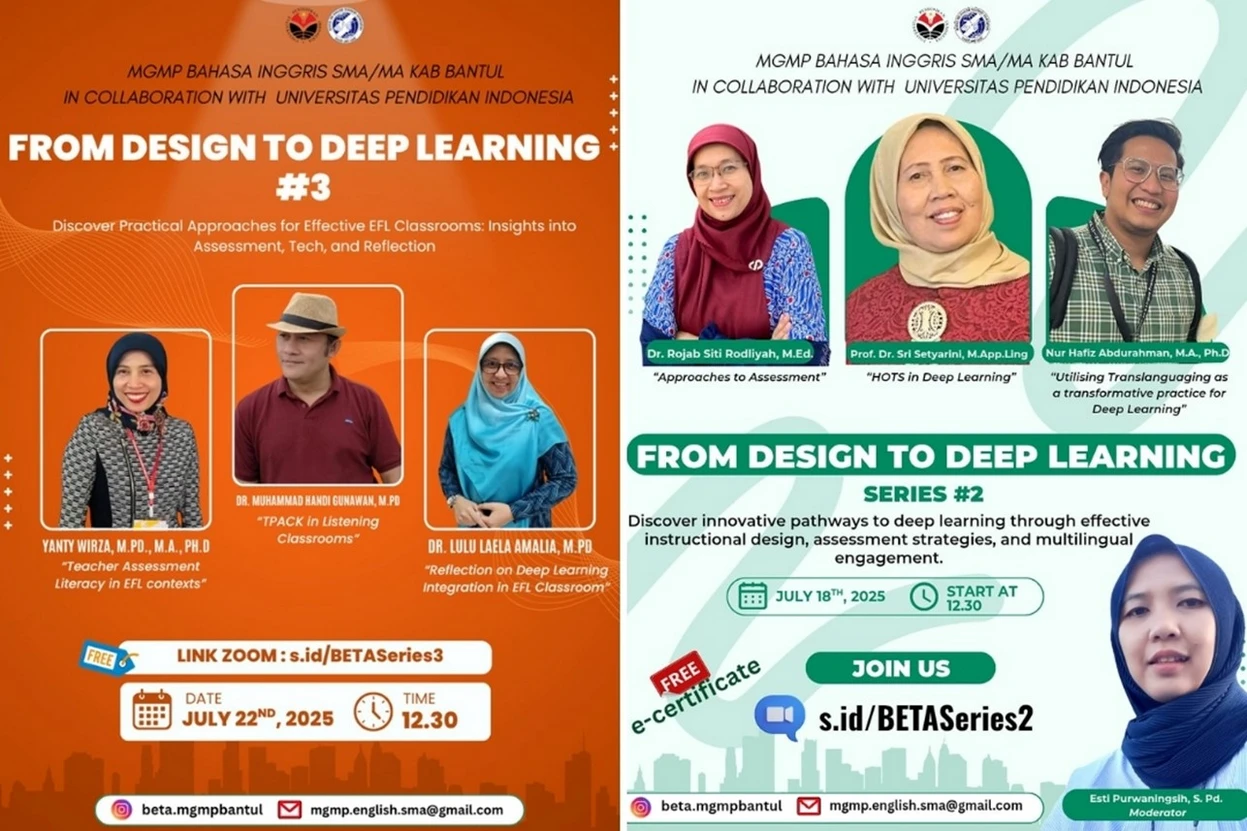 MGMP BAHASA INGGRIS SMA/MA KAB BANTUL
IN COLLABORATION WITH UNIVERSITAS PENDIDIKAN INDONESIA
FROM DESIGN TO DEEP LEARNING
#3
Discover Practical Approaches for Effective EFL Classrooms: Insights into
Assessment, Tech, and Reflection
YANTY WIRZA, M.PD., M.A., PH.D
"Teacher Assessment
Literacy in EFL contexts"
DR. MUHAMMAD HANDI GUNAWAN, M.PD
"TPACK in Listening
Classrooms"
DR. LULU LAELA AMALIA, M.PD
"Reflection on Deep Learning
Integration in EFL Classroom"
FREE
LINK ZOOM : s.id/BETASeries3
DATE
JULY 22ND, 2025
TIME
12.30
beta.mgmpbantul
mgmp.english.sma@gmail.com
MGMP BAHASA INGGRIS SMA/MA KAB BANTUL
IN COLLABORATION WITH UNIVERSITAS PENDIDIKAN INDONESIA
Dr. Rojab Siti Rodliyah, M.Ed.
"Approaches to Assessment"
Prof. Dr. Sri Setyarini, M.App.Ling
"HOTS in Deep Learning"
Nur Hafiz Abdurahman, M.A., Ph.D
"Utilising Translanguaging as
a transformative practice for
Deep Learning"
FROM DESIGN TO DEEP LEARNING
SERIES #2
Discover innovative pathways to deep learning through effective
instructional design, assessment strategies, and multilingual
engagement.
JULY 18TH, 2025
START AT
12.30
FREE
e-certificate
JOIN US
s.id/BETASeries2
beta.mgmpbantul
mgmp.english.sma@gmail.com
Esti Purwaningsih, S. Pd.
Moderator